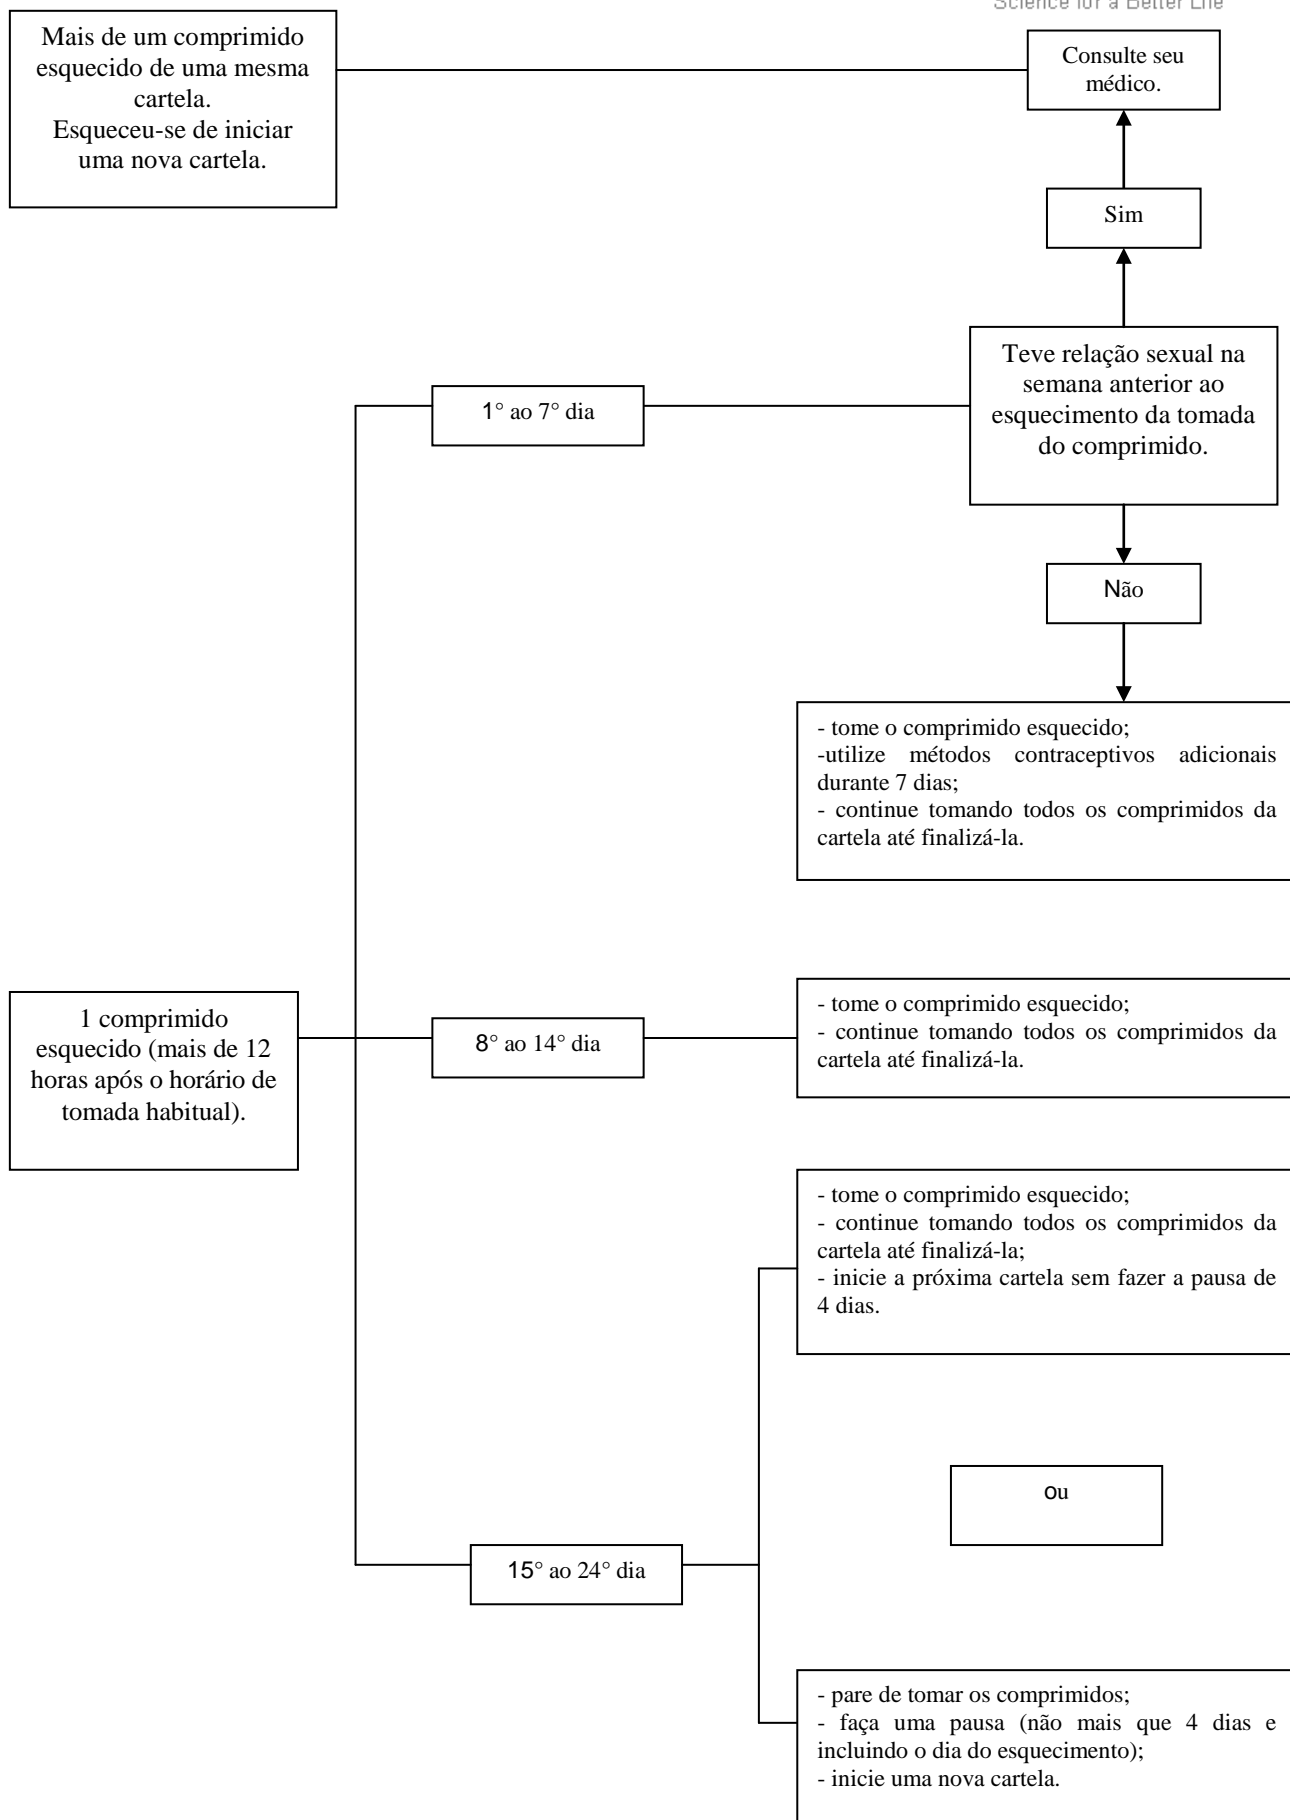 Science for a Better Life
Mais de um comprimido
esquecido de uma mesma
cartela.
Esqueceu-se de iniciar
uma nova cartela.
Consulte seu
médico.
Sim
Teve relação sexual na
semana anterior ao
esquecimento da tomada
do comprimido.
1° ao 7° dia
Não
- tome o comprimido esquecido;
-utilize métodos contraceptivos adicionais
durante 7 dias;
- continue tomando todos os comprimidos da
cartela até finalizá-la.
1 comprimido
esquecido (mais de 12
horas após o horário de
tomada habitual).
8° ao 14° dia
- tome o comprimido esquecido;
- continue tomando todos os comprimidos da
cartela até finalizá-la.
- tome o comprimido esquecido;
- continue tomando todos os comprimidos da
cartela até finalizá-la;
- inicie a próxima cartela sem fazer a pausa de
4 dias.
ou
15° ao 24° dia
- pare de tomar os comprimidos;
- faça uma pausa (não mais que 4 dias e
incluindo o dia do esquecimento);
- inicie uma nova cartela.